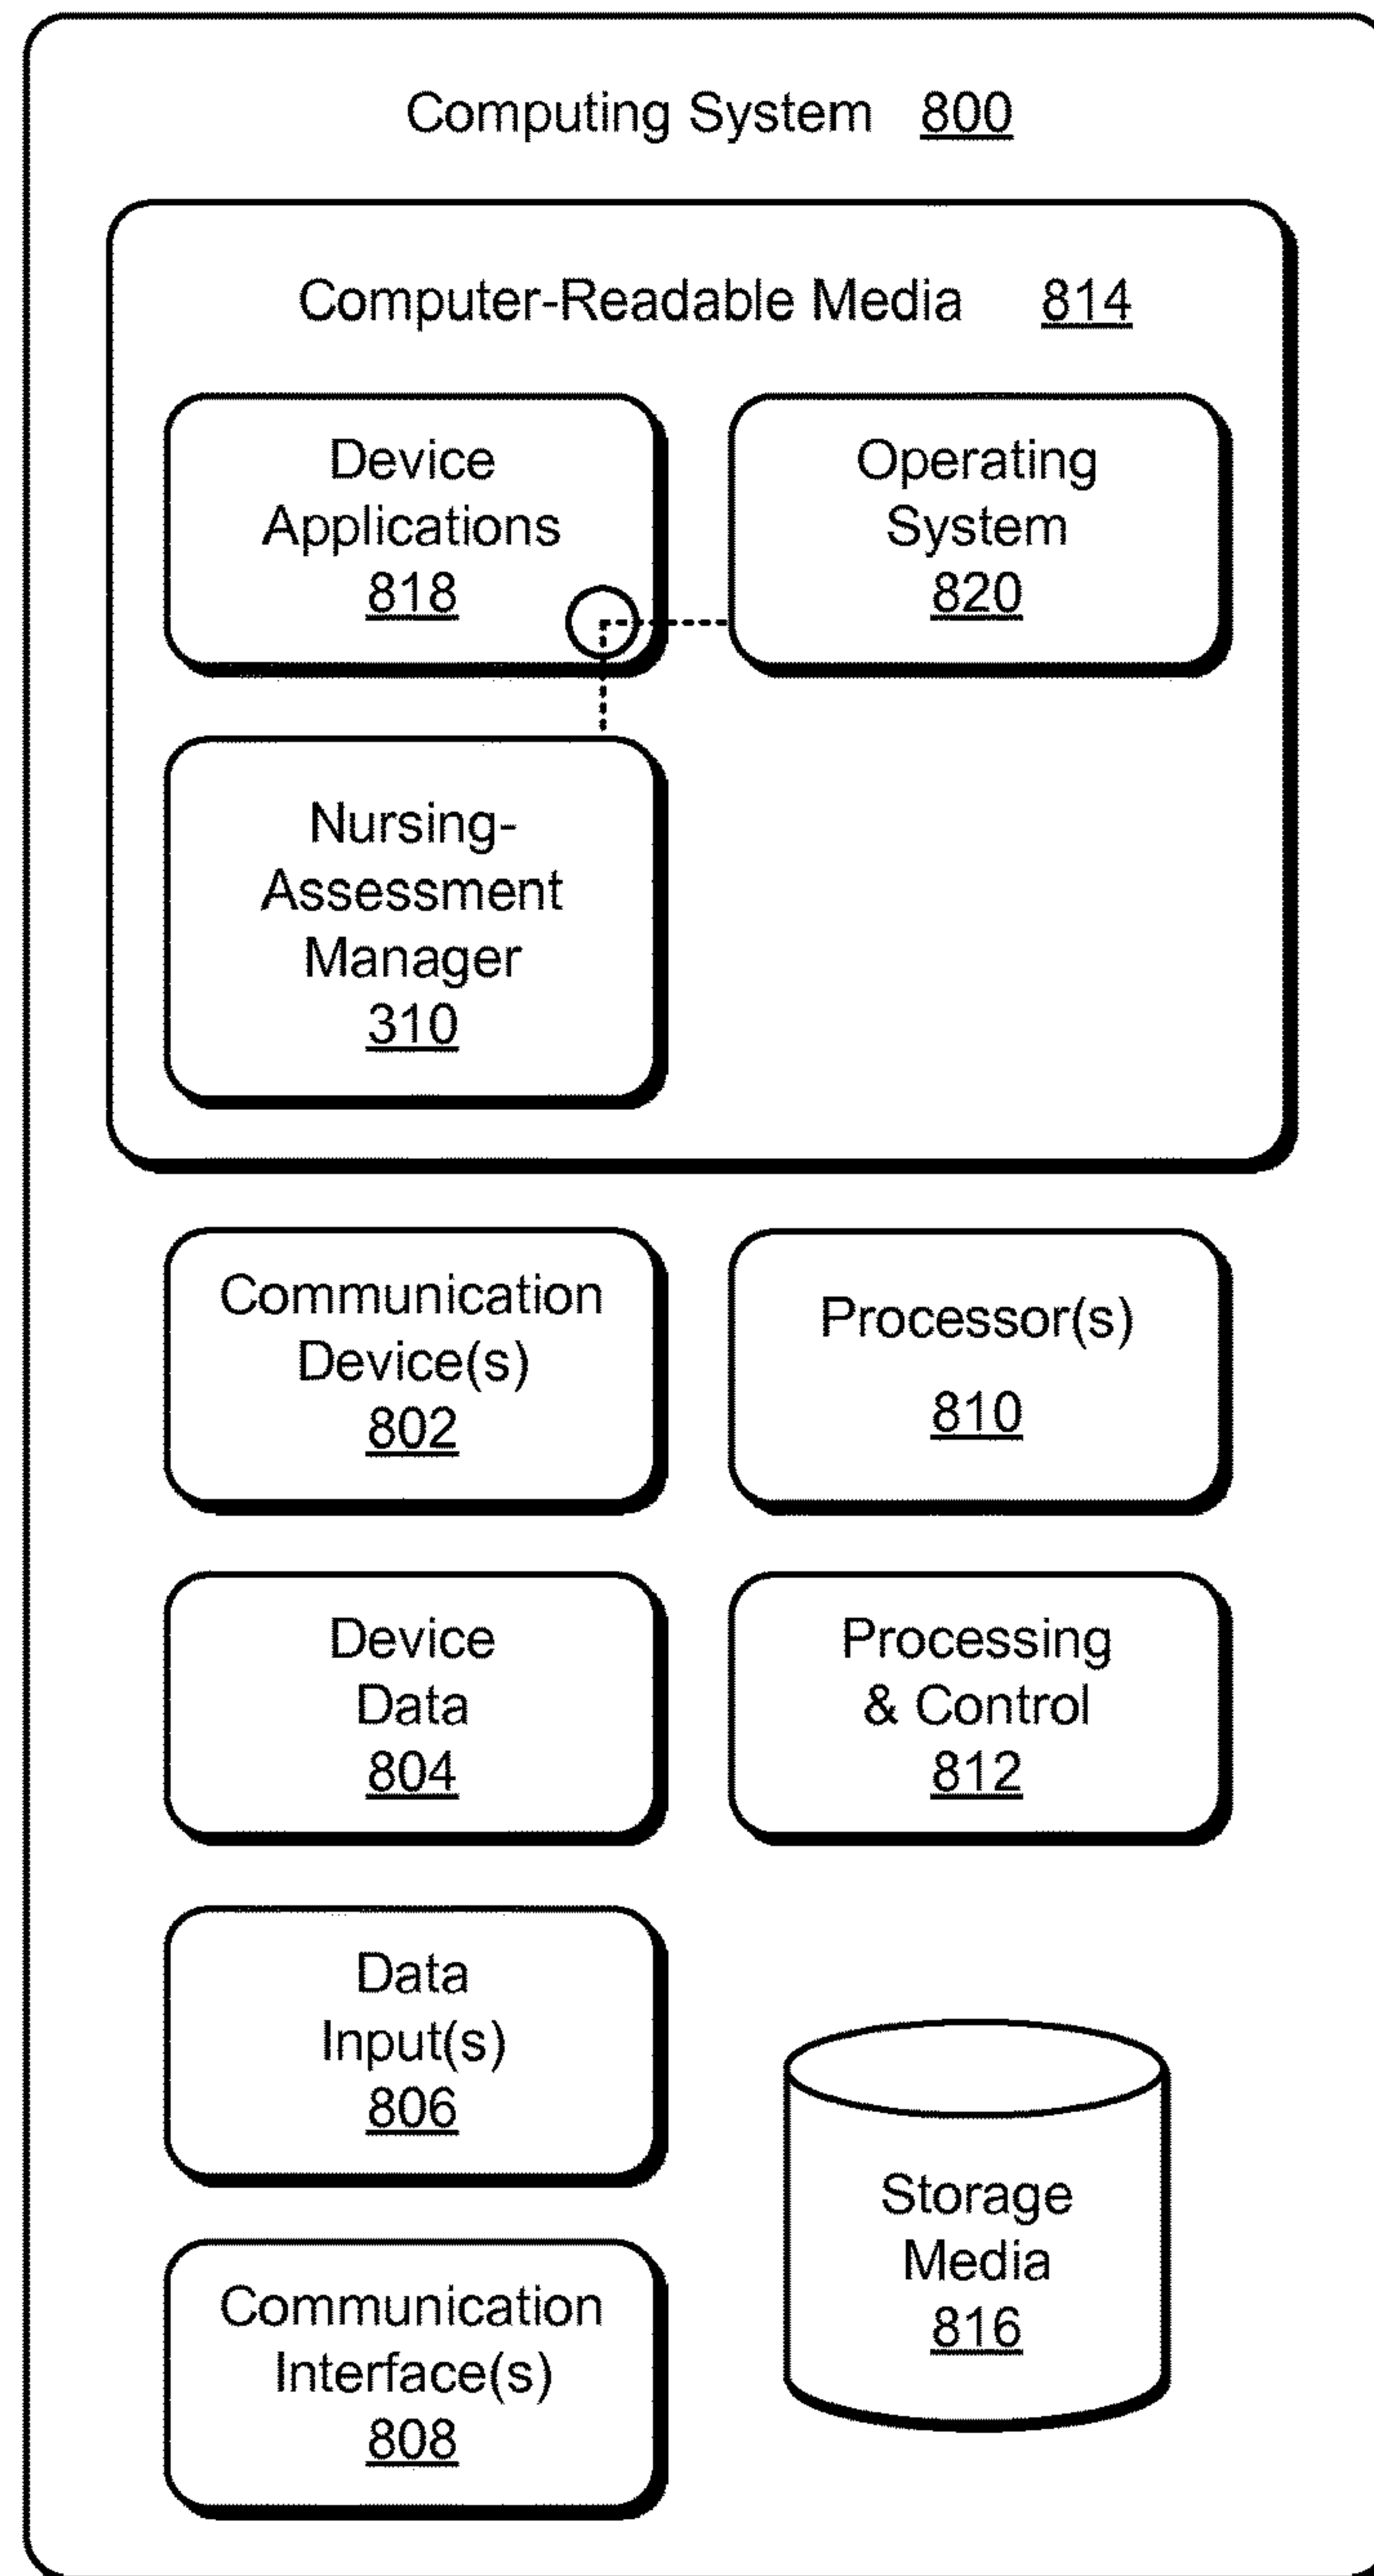 Computing System 800
Computer-Readable Media 814
Device
Applications
818
Operating
System
820
Nursing-
Assessment
Manager
310
Communication
Device(s)
802
Processor(s)
810
Device
Data
804
Processing
& Control
812
Data
Input(s)
806
Storage
Media
816
Communication
Interface(s)
808